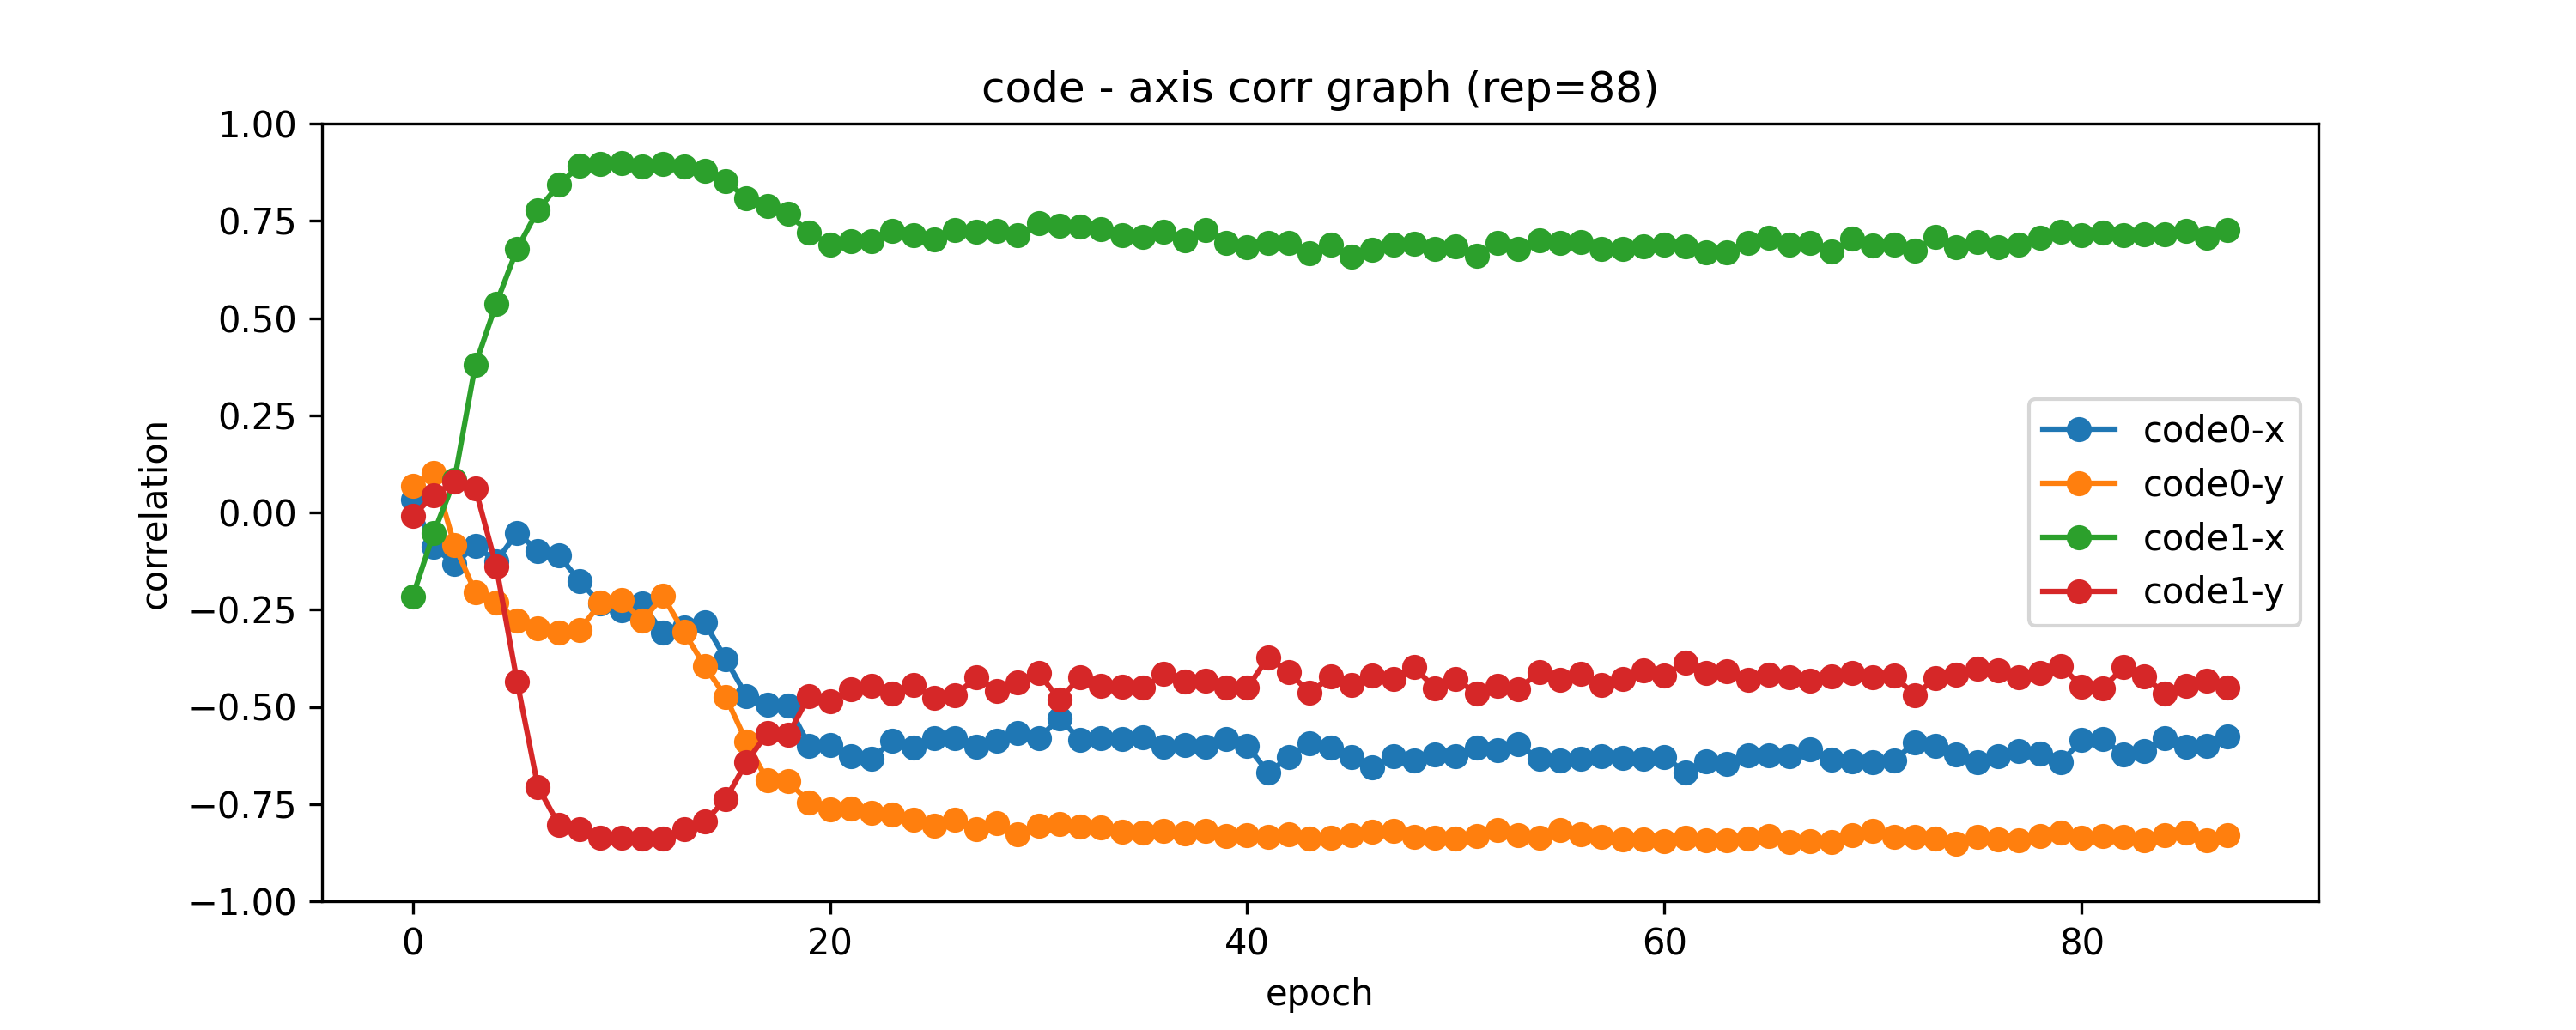 code - axis corr graph (rep=88)
1.00
0.75
0.50
0.25
0.00
−0.25
−0.50
−0.75
−1.00
correlation
code0-x
code0-y
code1-x
code1-y
0 20 40 60 80
epoch